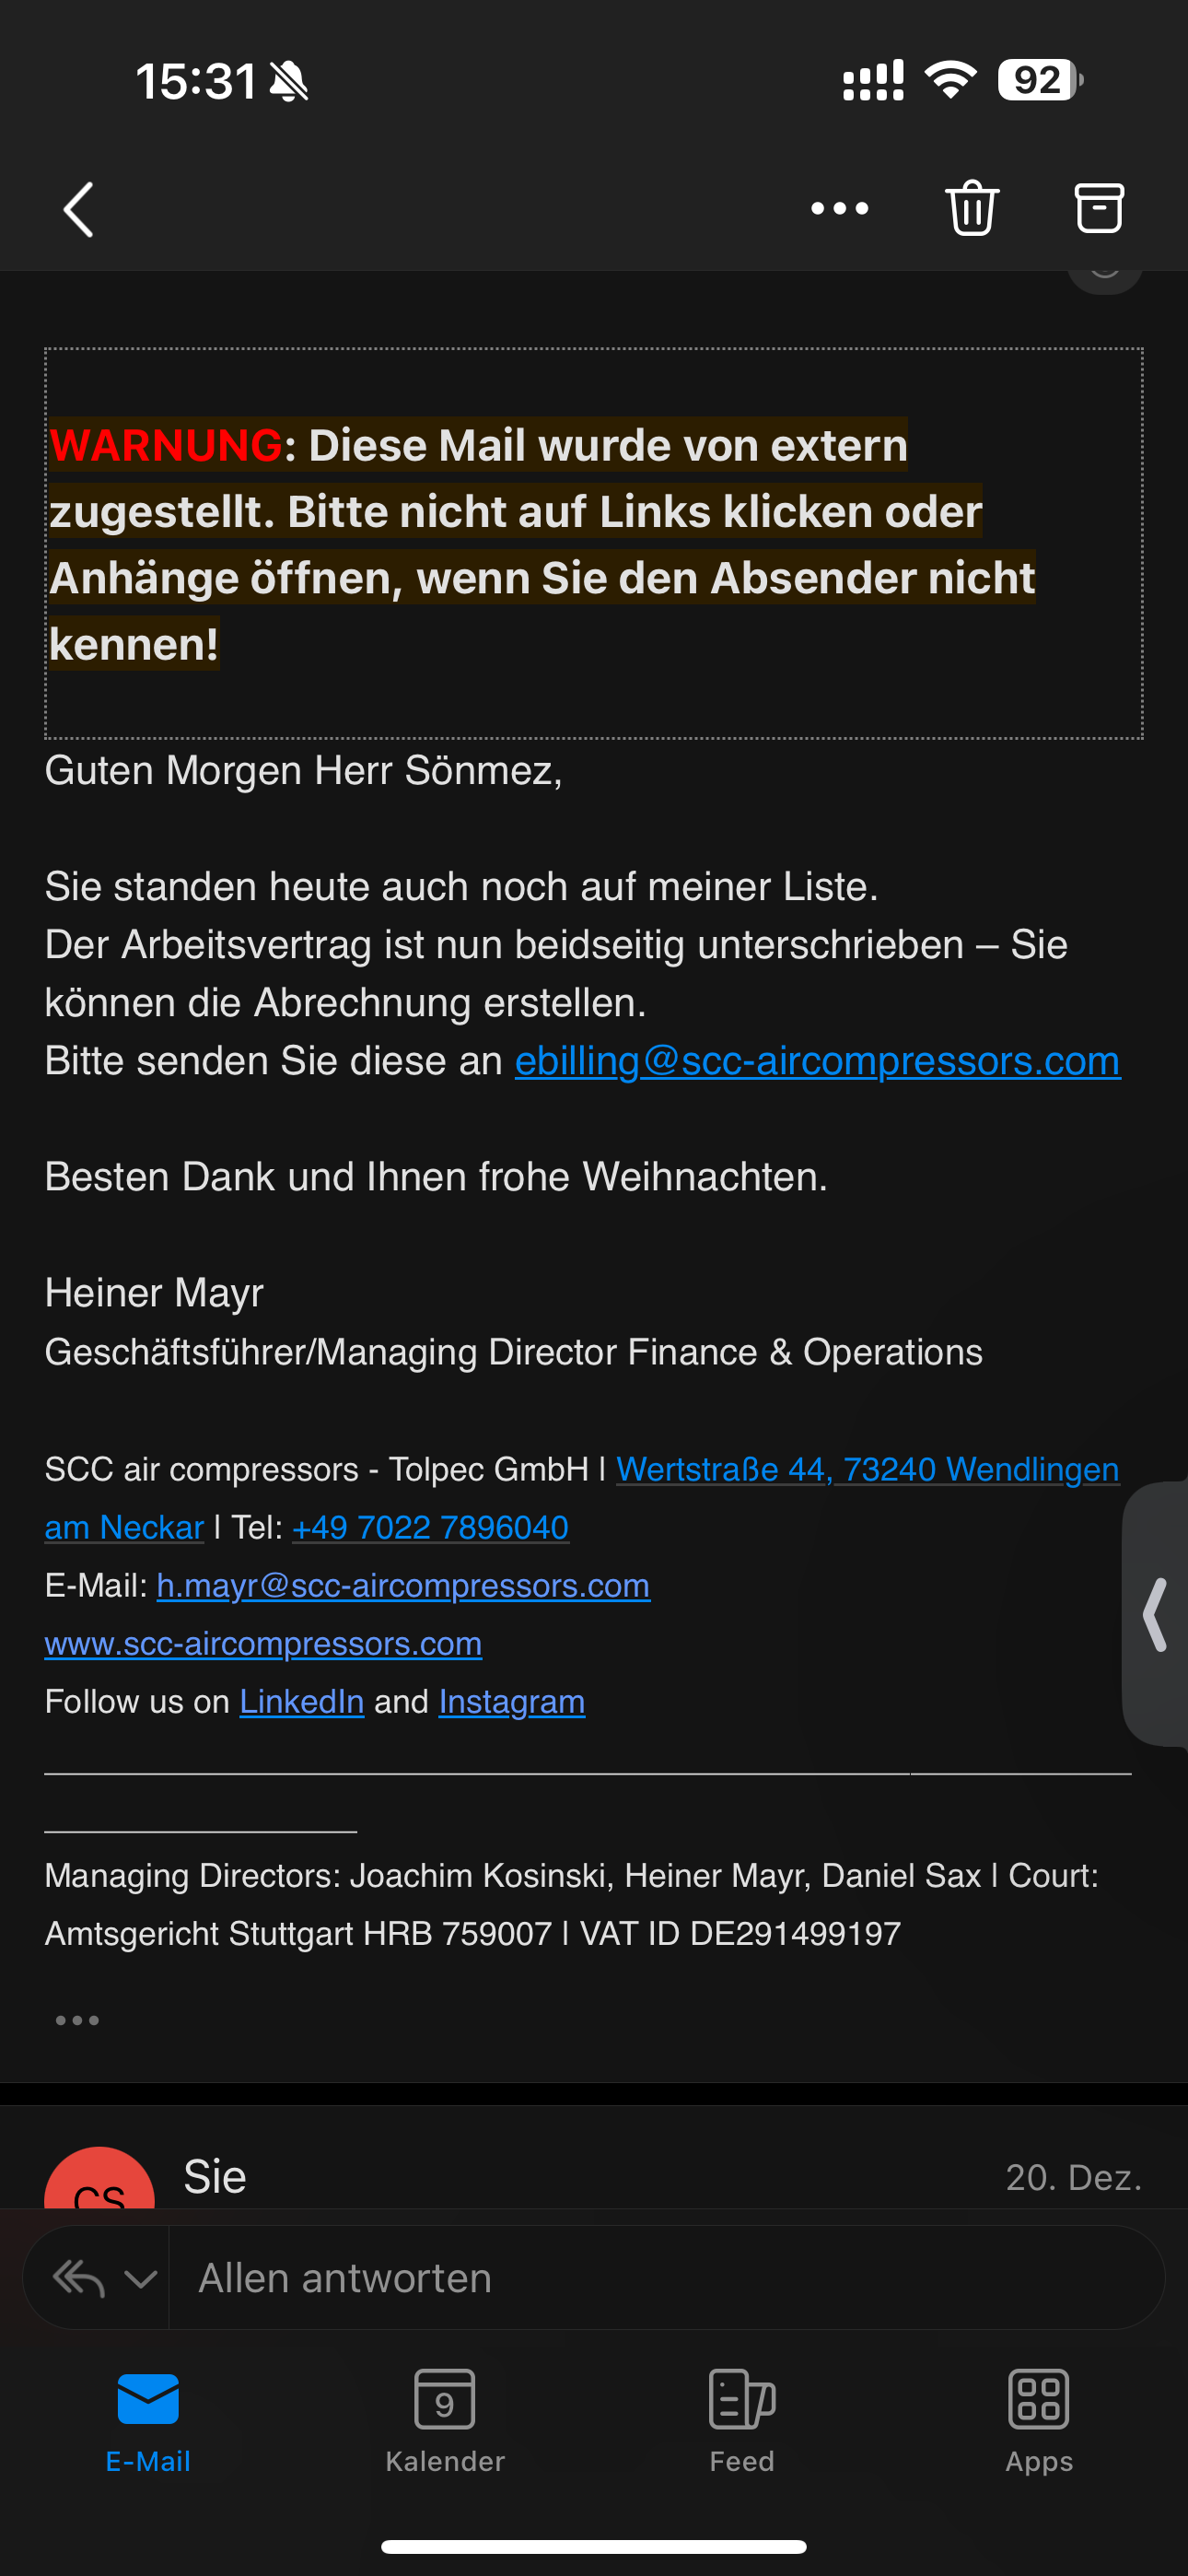 15:31
92
WARNUNG: Diese Mail wurde von extern
zugestellt. Bitte nicht auf Links klicken oder
Anhänge öffnen, wenn Sie den Absender nicht
kennen!
Guten Morgen Herr Sönmez,
Sie standen heute auch noch auf meiner Liste.
Der Arbeitsvertrag ist nun beidseitig unterschrieben – Sie
können die Abrechnung erstellen.
Bitte senden Sie diese an ebilling@scc-aircompressors.com
Besten Dank und Ihnen frohe Weihnachten.
Heiner Mayr
Geschäftsführer/Managing Director Finance & Operations
SCC air compressors - Tolpec GmbH | Wertstraße 44, 73240 Wendlingen
am Neckar | Tel: +49 7022 7896040
E-Mail: h.mayr@scc-aircompressors.com
www.scc-aircompressors.com
Follow us on LinkedIn and Instagram
Managing Directors: Joachim Kosinski, Heiner Mayr, Daniel Sax | Court:
Amtsgericht Stuttgart HRB 759007 | VAT ID DE291499197
CS
Sie
20. Dez.
Allen antworten
9
E-Mail
Kalender
Feed
Apps